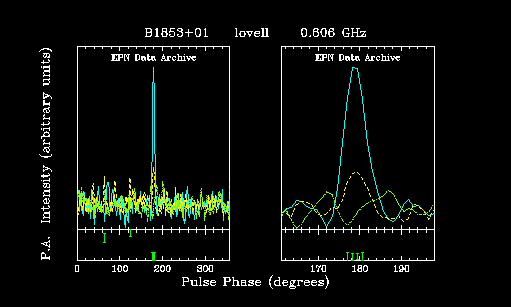 B1853+01 lovell 0.606 GHz
EPN Data Archive EPN Data Archive
P.A. Intensity (arbitrary units)
0 100 200 300 170 180 190
Pulse Phase (degrees)